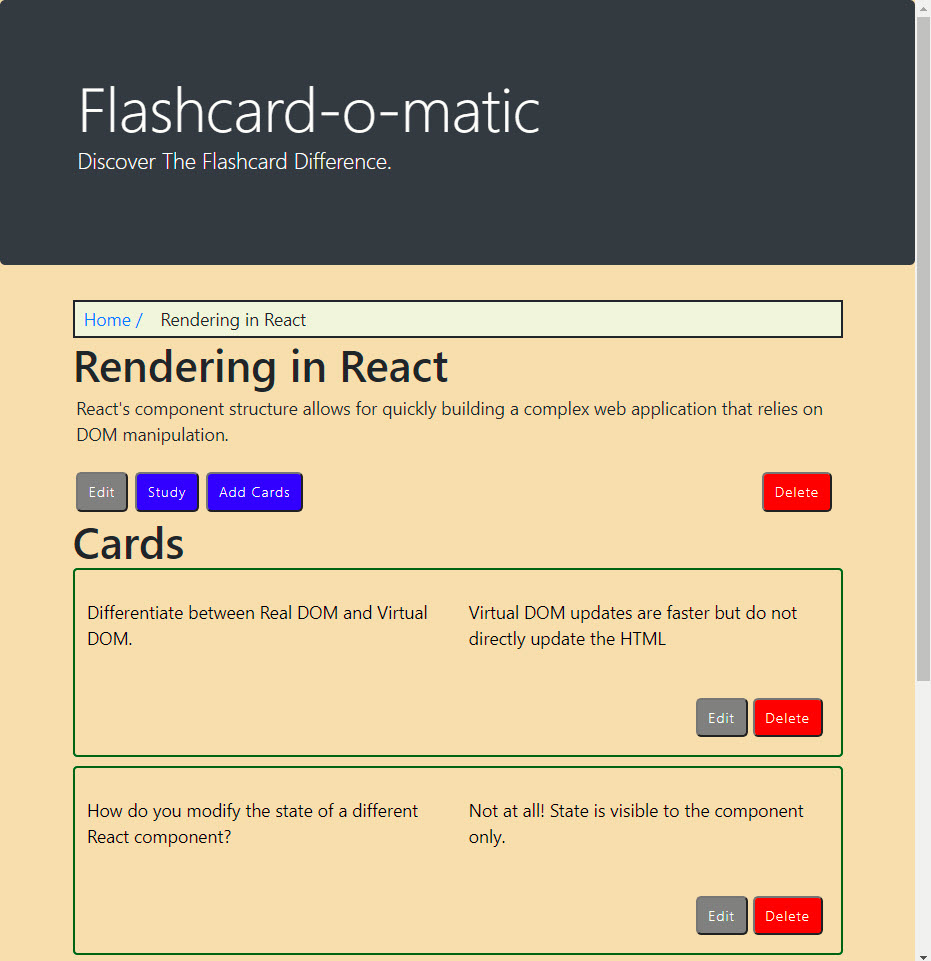 Flashcard-o-matic
Discover The Flashcard Difference.
Home / Rendering in React
Rendering in React
React's component structure allows for quickly building a complex web application that relies on
DOM manipulation.
Edit Study Add Cards Delete
Cards
Differentiate between Real DOM and Virtual
DOM.
Virtual DOM updates are faster but do not
directly update the HTML
Edit Delete
How do you modify the state of a different
React component?
Not at all! State is visible to the component
only.
Edit Delete